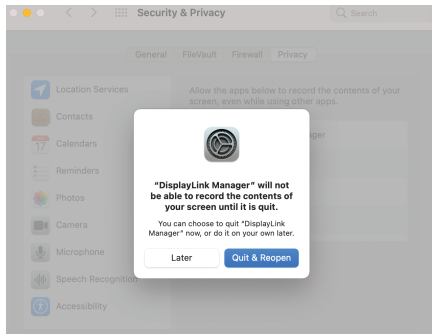 Security & Privacy
Search
General FileVault Firewall Privacy
Location Services
Contacts
17
Calendars
Reminders
Photos
Camera
Microphone
Speech Recognition
Accessibility
Allow the apps below to record the contents of your
screen, even while using other apps.
"DisplayLink Manager" will not
be able to record the contents of
your screen until it is quit.
You can choose to quit "DisplayLink
Manager" now, or do it on your own later.
Later Quit & Reopen